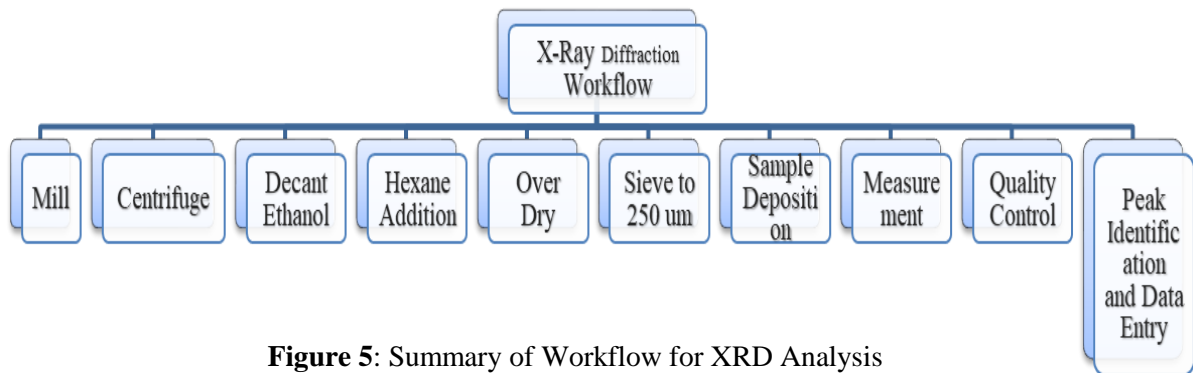 X-Ray Diffraction
Workflow
Mill
Centrifuge
Decant
Ethanol
Hexane
Addition
Over
Dry
Sieve to
250 um
Sample
Depositi
on
Measure
ment
Quality
Control
Peak
Identific
ation
and Data
Entry
Figure 5: Summary of Workflow for XRD Analysis